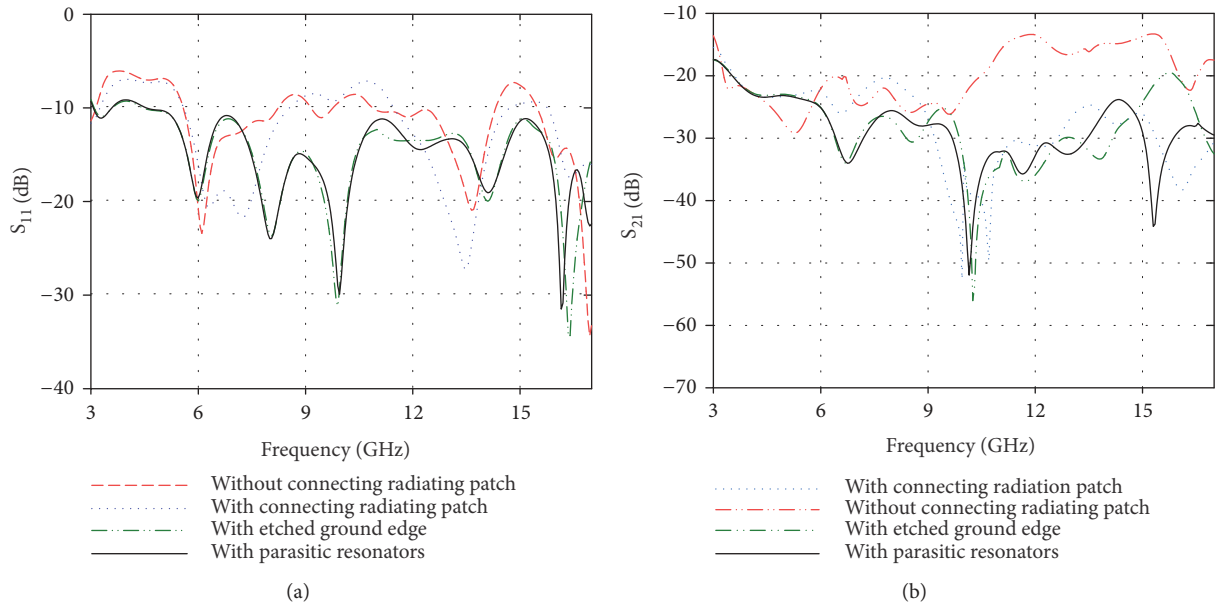 0
−10
−20
−30
−40
S11 (dB)
3 6 9 12 15
Frequency (GHz)
Without connecting radiating patch
With connecting radiating patch
With etched ground edge
With parasitic resonators
(a)
−10
−20
−30
−40
−50
−60
−70
S21 (dB)
3 6 9 12 15
Frequency (GHz)
With connecting radiation patch
Without connecting radiating patch
With etched ground edge
With parasitic resonators
(b)